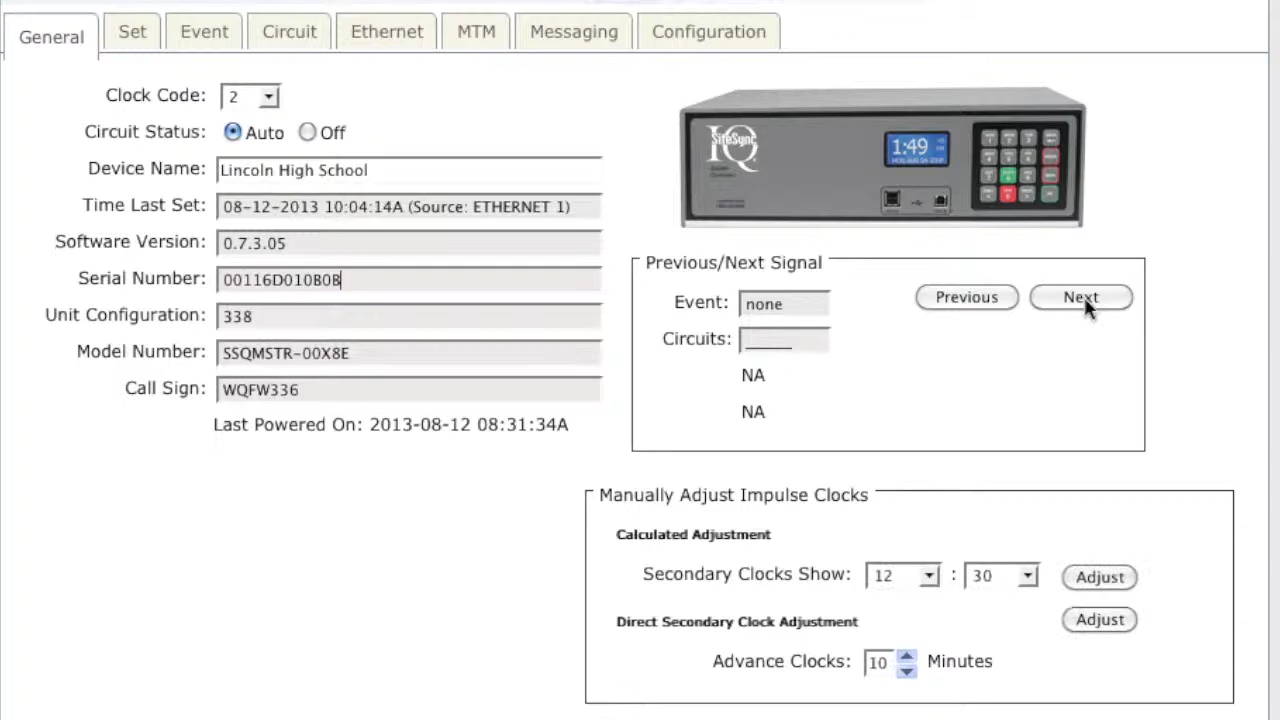 General Set Event Circuit Ethernet MTM Messaging Configuration
Clock Code: 2
Circuit Status: Auto Off
Device Name: Lincoln High School
Time Last Set: 08-12-2013 10:04:14A (Source: ETHERNET 1)
Software Version: 0.7.3.05
Serial Number: 00116D010B0B
Unit Configuration: 338
Model Number: SSQMSTR-00X8E
Call Sign: WQFW336
Last Powered On: 2013-08-12 08:31:34A
SiteSync
IQ
1:49
Previous/Next Signal
Event: none Previous Next
Circuits: ______
NA
NA
Manually Adjust Impulse Clocks
Calculated Adjustment
Secondary Clocks Show: 12 : 30 Adjust
Direct Secondary Clock Adjustment Adjust
Advance Clocks: 10 Minutes